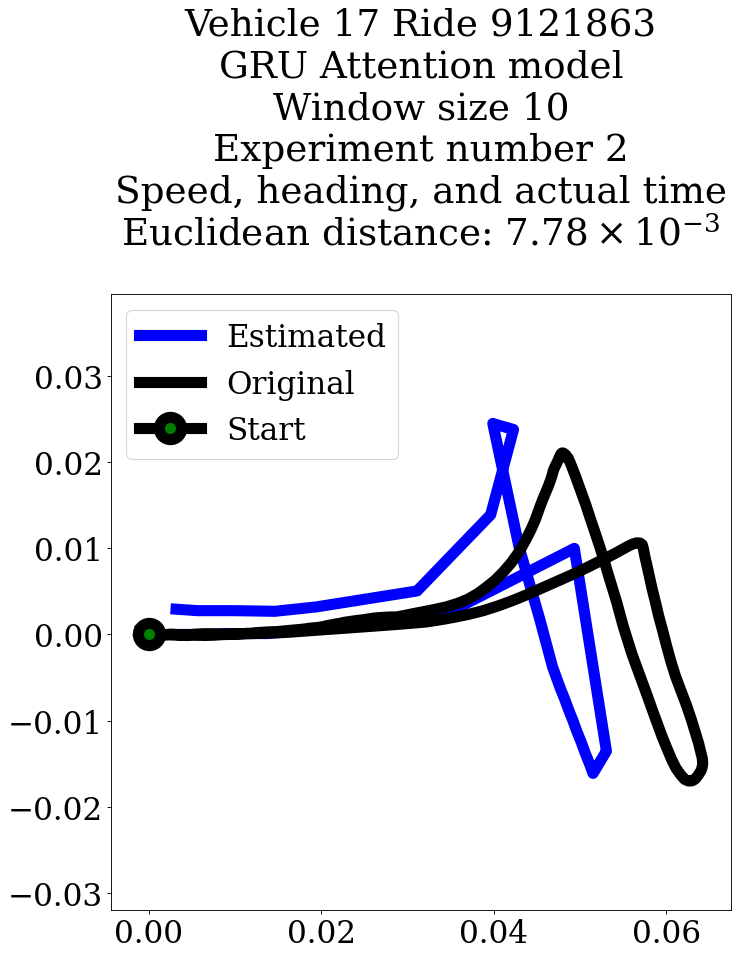 Vehicle 17 Ride 9121863
GRU Attention model
Window size 10
Experiment number 2
Speed, heading, and actual time
Euclidean distance: 7.78 × 10⁻³
Estimated
Original
Start
0.03
0.02
0.01
0.00
−0.01
−0.02
−0.03
0.00 0.02 0.04 0.06